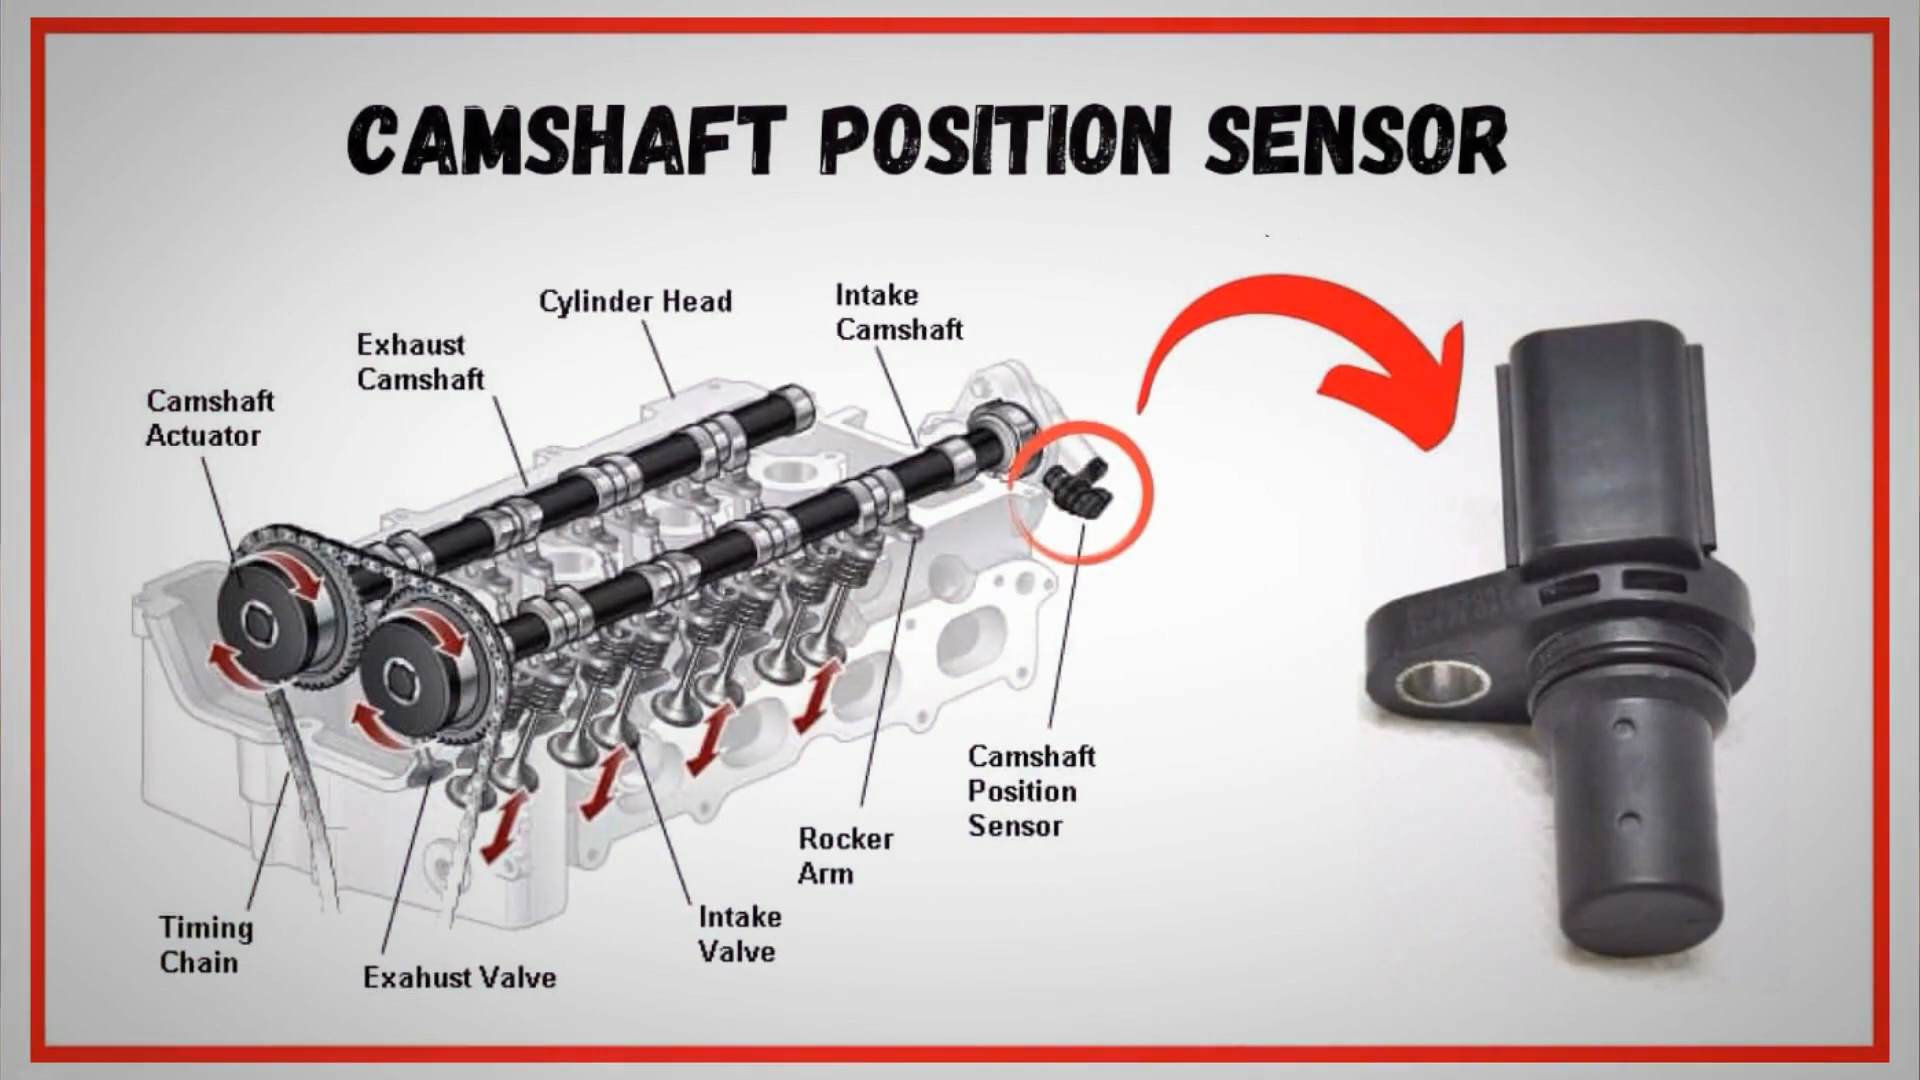 CAMSHAFT POSITION SENSOR
Cylinder Head
Intake
Camshaft
Exhaust
Camshaft
Camshaft
Actuator
Camshaft
Position
Sensor
Rocker
Arm
Intake
Valve
Timing
Chain
Exahust Valve